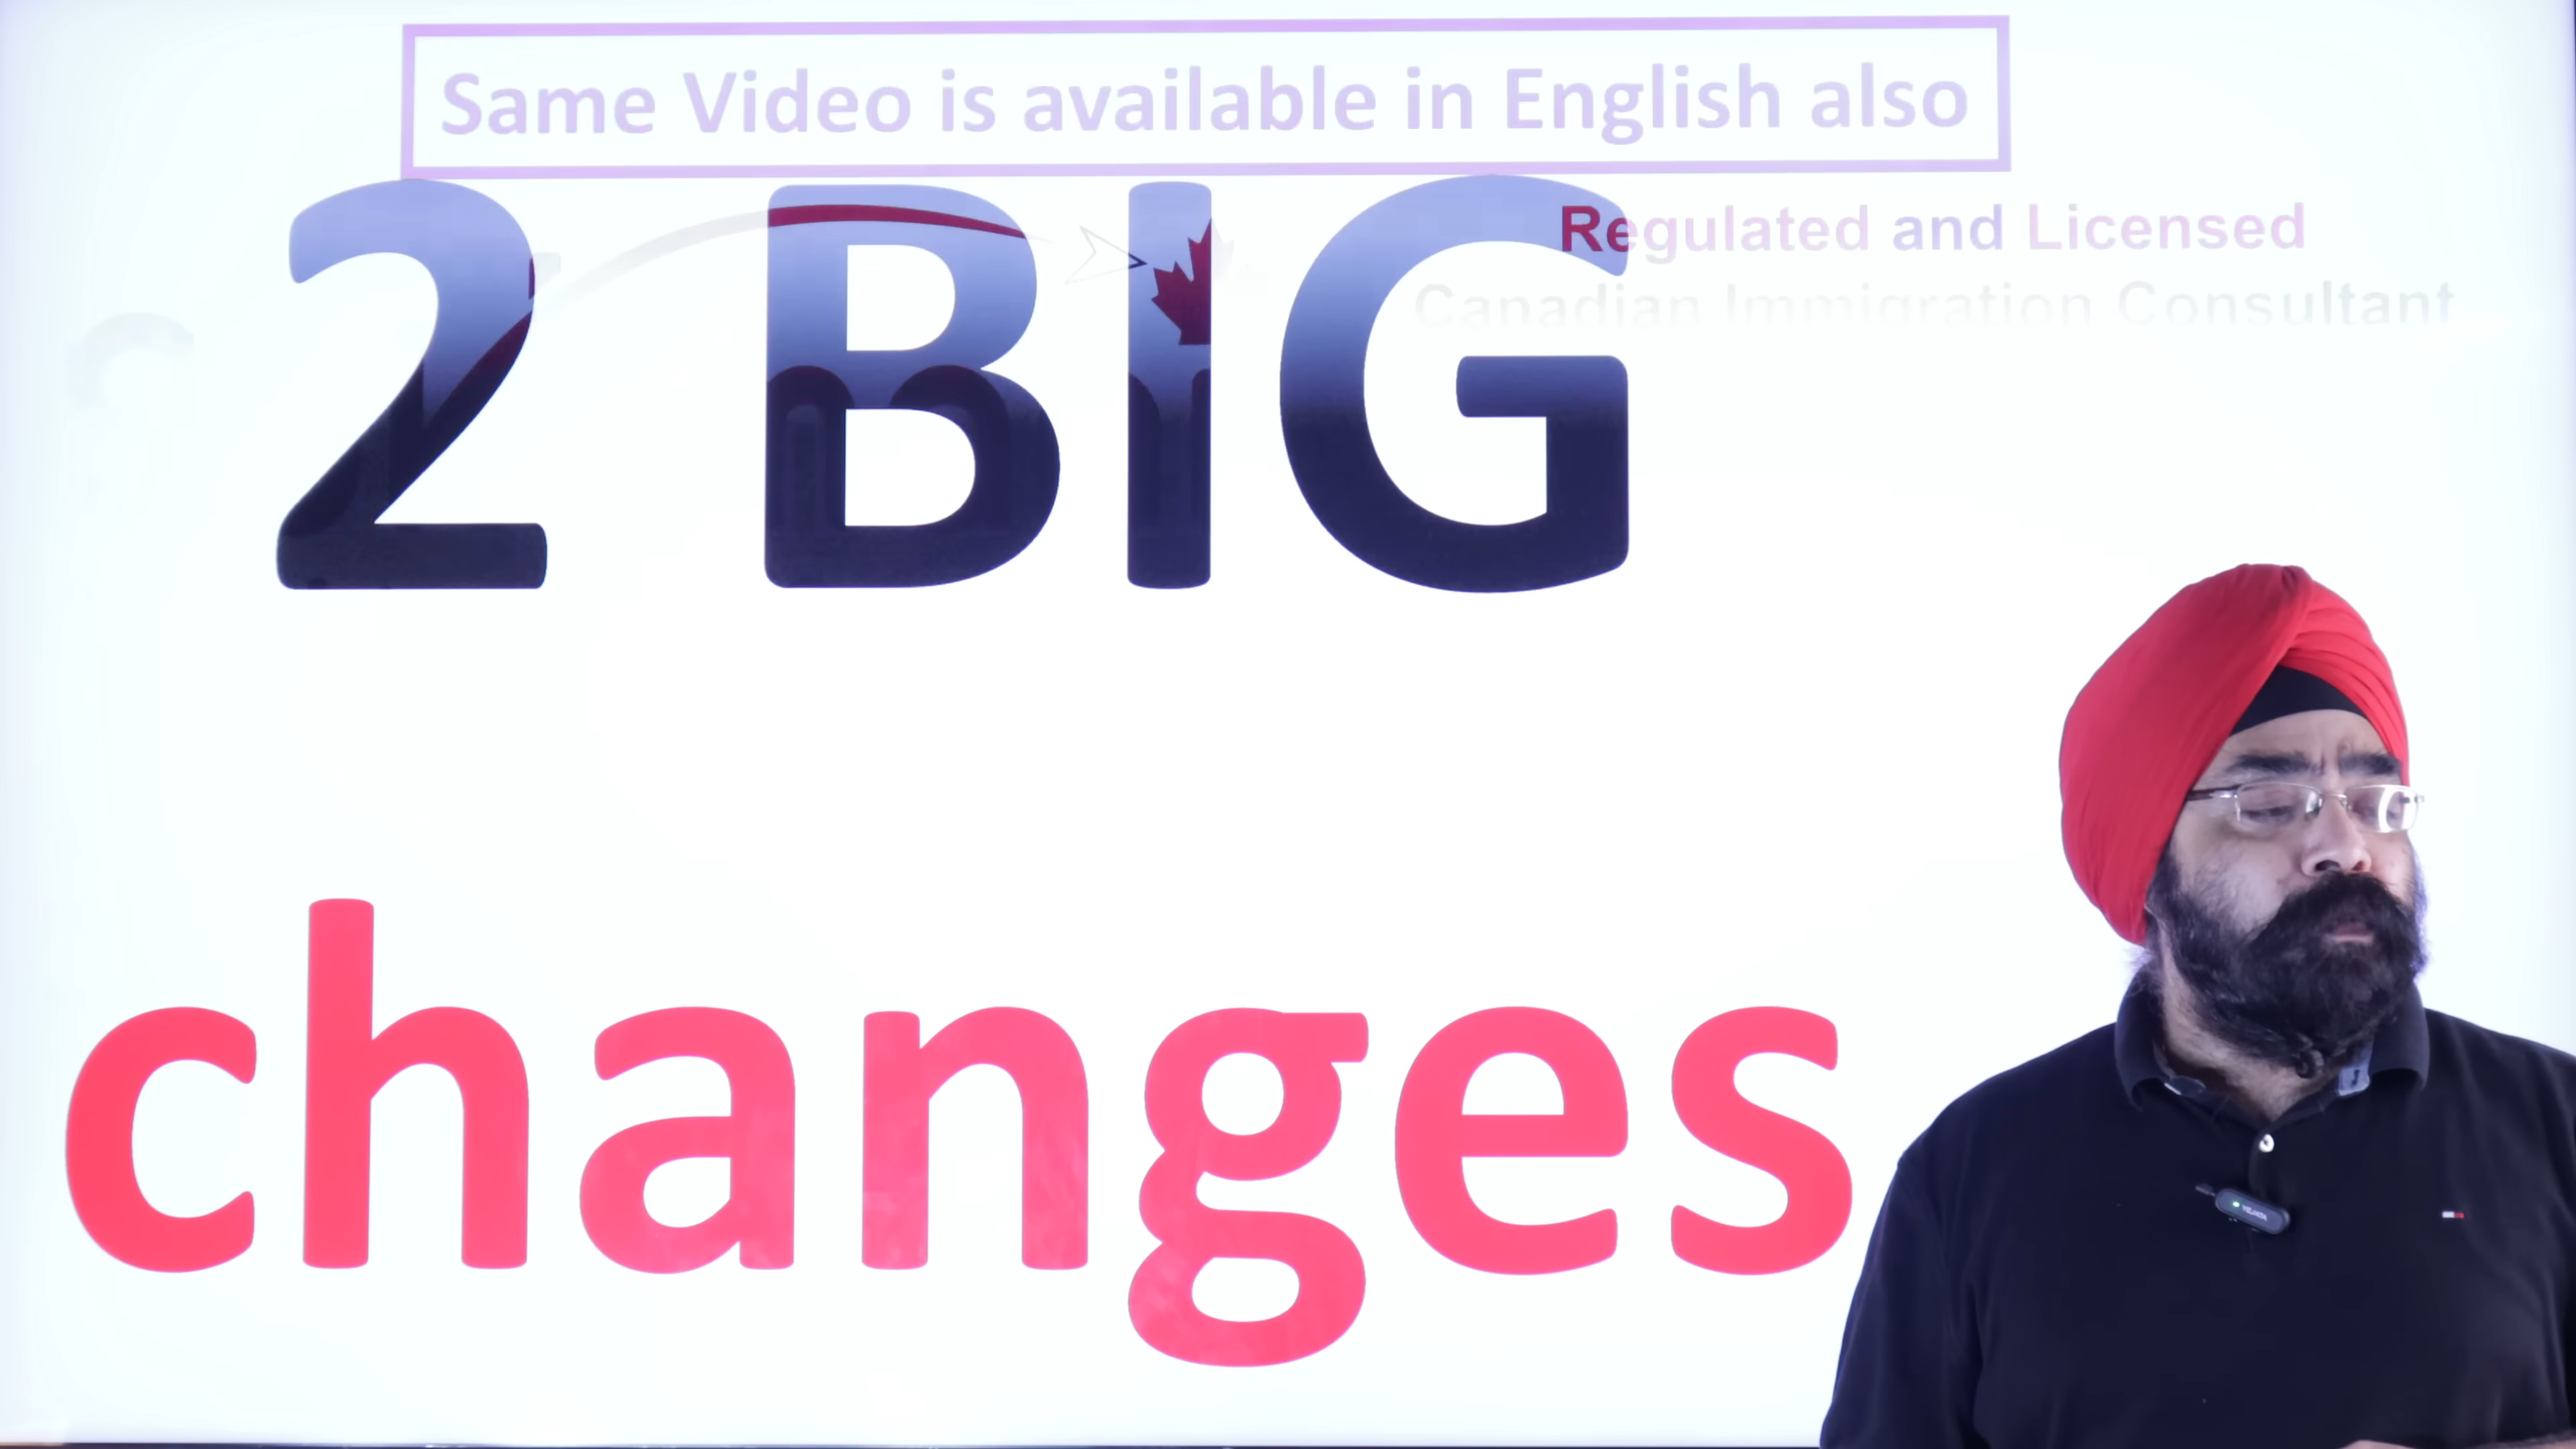 Same Video is available in English also
2 BIG
Regulated and Licensed
Canadian Immigration Consultant
changes